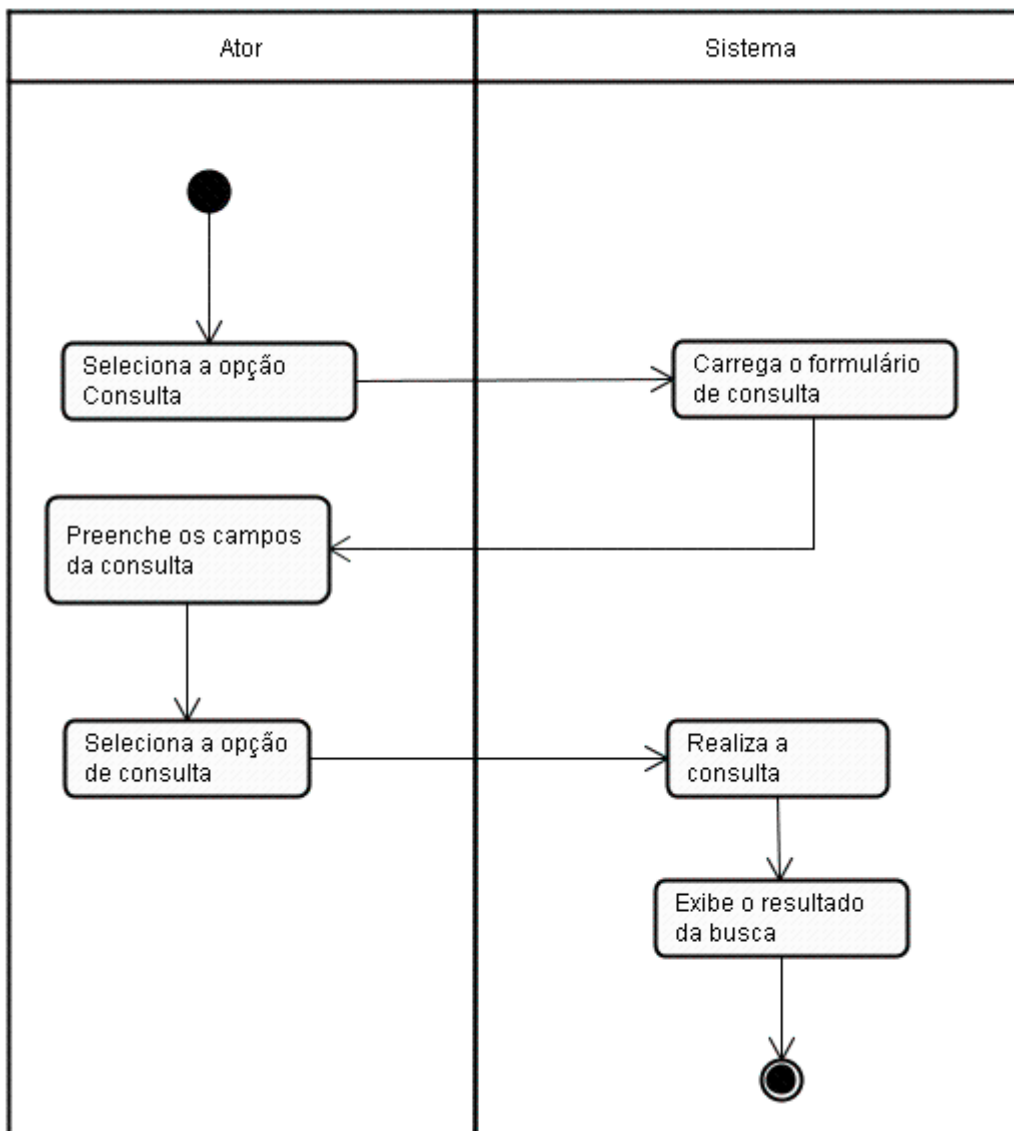 Ator
Sistema
Seleciona a opção
Consulta
Carrega o formulário
de consulta
Preenche os campos
da consulta
Seleciona a opção
de consulta
Realiza a
consulta
Exibe o resultado
da busca